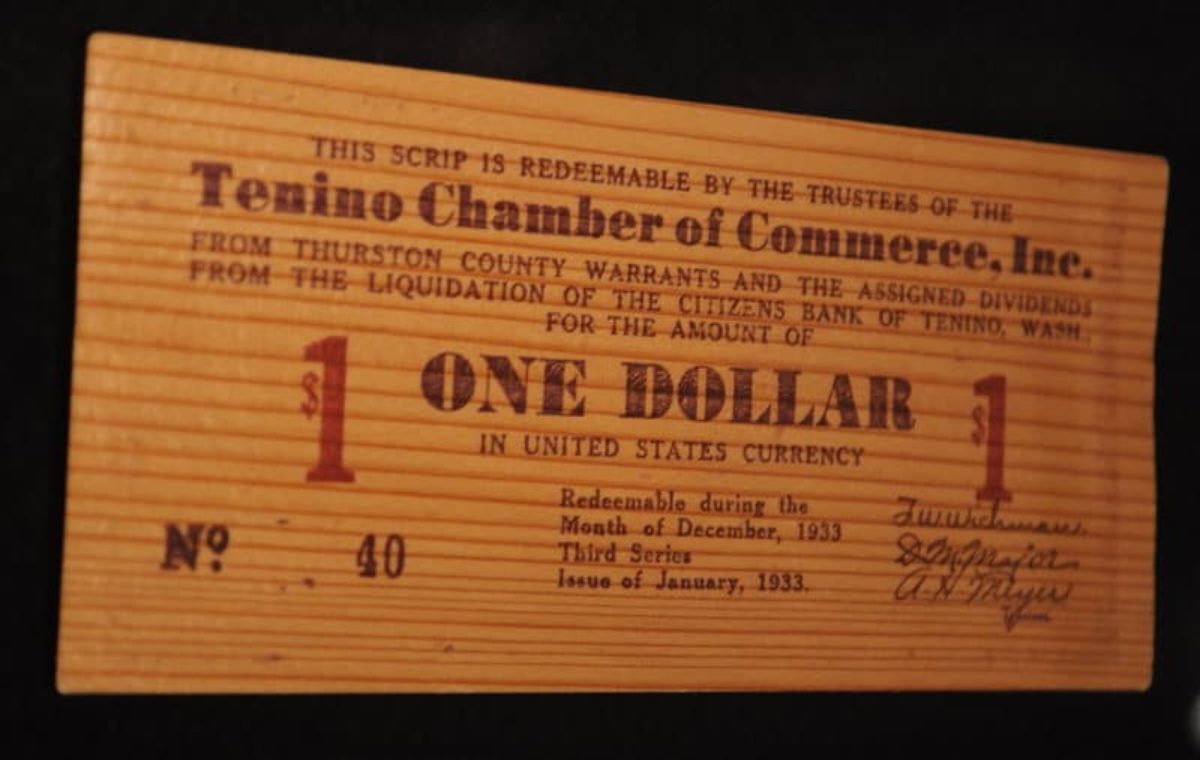 THIS SCRIP IS REDEEMABLE BY THE TRUSTEES OF THE
Tenino Chamber of Commerce, Inc.
FROM THURSTON COUNTY WARRANTS AND THE ASSIGNED DIVIDENDS
FROM THE LIQUIDATION OF THE CITIZENS BANK OF TENINO, WASH.
FOR THE AMOUNT OF
$1 ONE DOLLAR $1
IN UNITED STATES CURRENCY
Redeemable during the
Month of December, 1933
Third Series
Issue of January, 1933.
No. 40
D. M. Major
A. H. Meyer